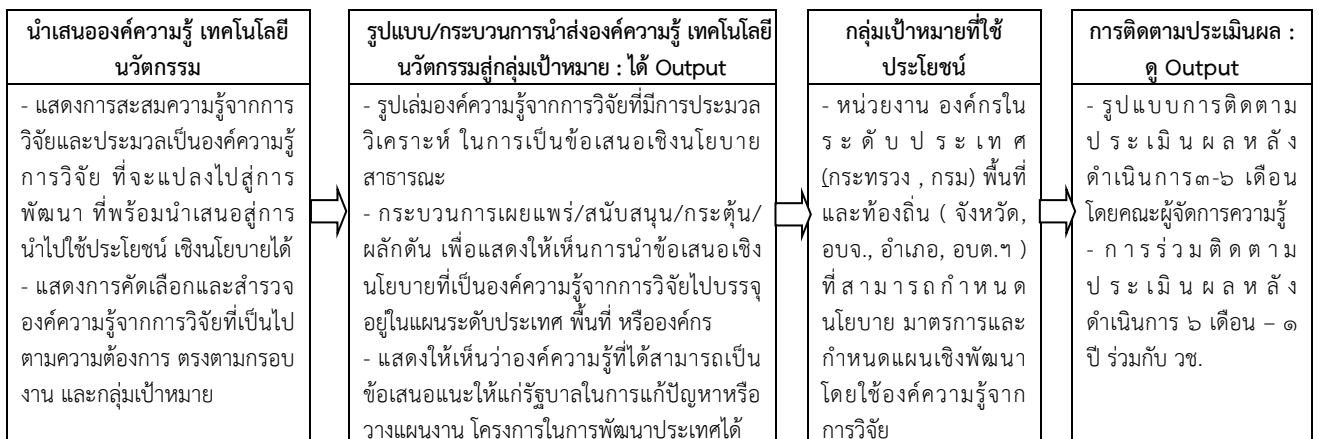 นำเสนอองค์ความรู้ เทคโนโลยี
นวัตกรรม
- แสดงการสะสมความรู้จากการ
วิจัยและประมวลเป็นองค์ความรู้
การวิจัย ที่จะแปลงไปสู่การ
พัฒนา ที่พร้อมนำเสนอสู่การ
นำไปใช้ประโยชน์ เชิงนโยบายได้
- แสดงการคัดเลือกและสำรวจ
องค์ความรู้จากการวิจัยที่เป็นไป
ตามความต้องการ ตรงตามกรอบ
งาน และกลุ่มเป้าหมาย
รูปแบบ/กระบวนการนำส่งองค์ความรู้ เทคโนโลยี
นวัตกรรมสู่กลุ่มเป้าหมาย : ได้ Output
- รูปเล่มองค์ความรู้จากการวิจัยที่มีการประมวล
วิเคราะห์ ในการเป็นข้อเสนอเชิงนโยบาย
สาธารณะ
- กระบวนการเผยแพร่/สนับสนุน/กระตุ้น/
ผลักดัน เพื่อแสดงให้เห็นการนำข้อเสนอเชิง
นโยบายที่เป็นองค์ความรู้จากการวิจัยไปบรรจุ
อยู่ในแผนระดับประเทศ พื้นที่ หรือองค์กร
- แสดงให้เห็นว่าองค์ความรู้ที่ได้สามารถเป็น
ข้อเสนอแนะให้แก่รัฐบาลในการแก้ปัญหาหรือ
วางแผนงาน โครงการในการพัฒนาประเทศได้
กลุ่มเป้าหมายที่ใช้
ประโยชน์
- หน่วยงาน องค์กรใน
ระดับประเทศ
(กระทรวง , กรม) พื้นที่
และท้องถิ่น ( จังหวัด,
อบจ., อำเภอ, อบต.ฯ )
ที่สามารถกำหนด
นโยบาย มาตรการและ
กำหนดแผนเชิงพัฒนา
โดยใช้องค์ความรู้จาก
การวิจัย
การติดตามประเมินผล :
ดู Output
- รูปแบบการติดตาม
ประเมินผลหลัง
ดำเนินการ๓-๖ เดือน
โดยคณะผู้จัดการความรู้
- การร่วมติดตาม
ประเมินผลหลัง
ดำเนินการ ๖ เดือน – ๑
ปี ร่วมกับ วช.